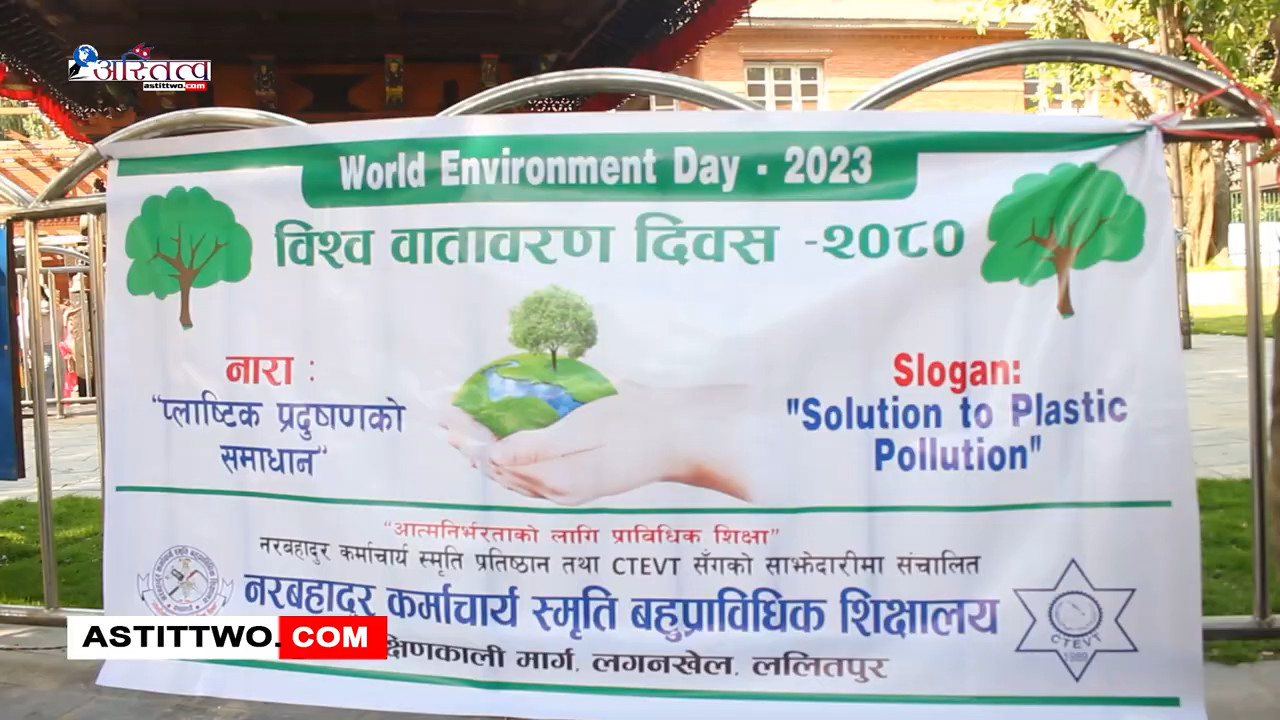 अस्तित्व
astittwo.com
World Environment Day - 2023
विश्व वातावरण दिवस -२०८०
नारा :
“प्लाष्टिक प्रदुषणको
समाधान”
Slogan:
"Solution to Plastic
Pollution"
“आत्मनिर्भरताको लागि प्राविधिक शिक्षा”
नरबहादुर कर्माचार्य स्मृति प्रतिष्ठान तथा CTEVT सँगको साझेदारीमा संचालित
नरबहादुर कर्माचार्य स्मृति बहुप्राविधिक शिक्षालय
CTEVT
1989
ASTITTWO.COM
मार्ग, लगनखेल, ललितपुर